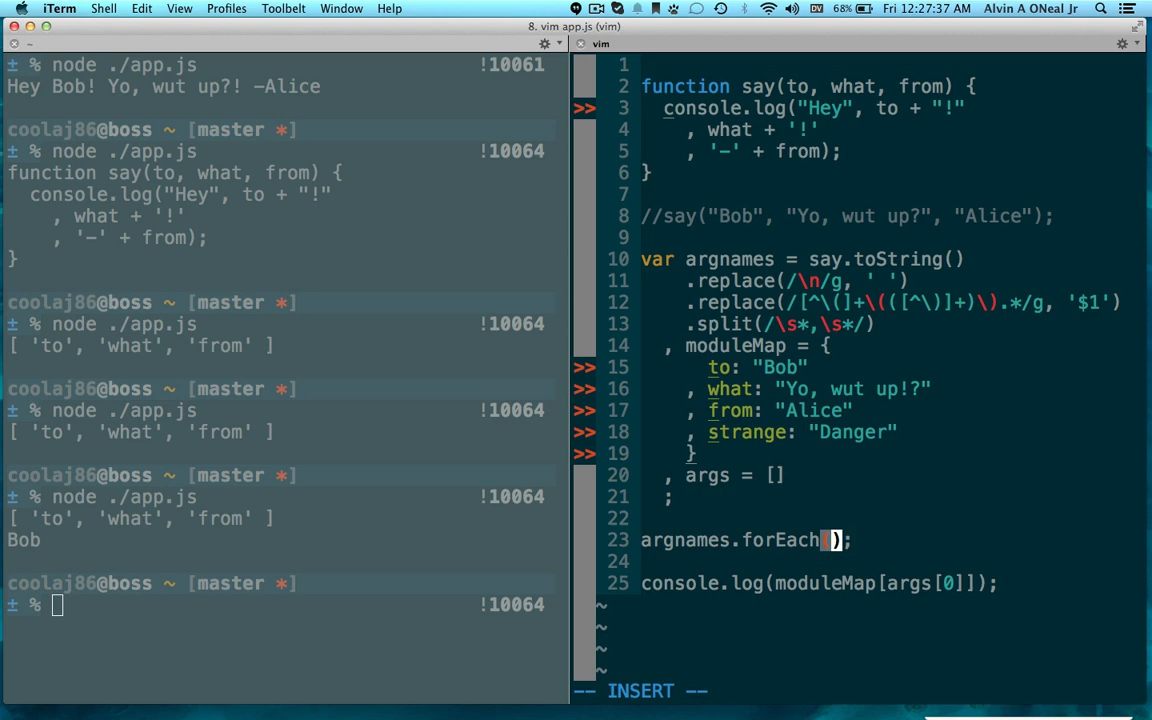 iTerm Shell Edit View Profiles Toolbelt Window Help 68% Fri 12:27:37 AM Alvin A ONeal Jr
8. vim app.js (vim)
~
vim
± % node ./app.js !10061
Hey Bob! Yo, wut up?! -Alice
coolaj86@boss ~ [master *]
± % node ./app.js !10064
function say(to, what, from) {
  console.log("Hey", to + "!"
    , what + '!'
    , '-' + from);
}
coolaj86@boss ~ [master *]
± % node ./app.js !10064
[ 'to', 'what', 'from' ]
coolaj86@boss ~ [master *]
± % node ./app.js !10064
[ 'to', 'what', 'from' ]
coolaj86@boss ~ [master *]
± % node ./app.js !10064
[ 'to', 'what', 'from' ]
Bob
coolaj86@boss ~ [master *]
± % !10064
1
2 function say(to, what, from) {
>> 3   console.log("Hey", to + "!"
4     , what + '!'
5     , '-' + from);
6 }
7
8 //say("Bob", "Yo, wut up?", "Alice");
9
10 var argnames = say.toString()
11     .replace(/\n/g, ' ')
12     .replace(/[^\(]+\(([^\)]+)\).*/g, '$1')
13     .split(/\s*,\s*/)
14   , moduleMap = {
>> 15       to: "Bob"
>> 16     , what: "Yo, wut up!?"
>> 17     , from: "Alice"
>> 18     , strange: "Danger"
>> 19     }
20   , args = []
21   ;
22
23 argnames.forEach();
24
25 console.log(moduleMap[args[0]]);
~
~
~
~
-- INSERT --